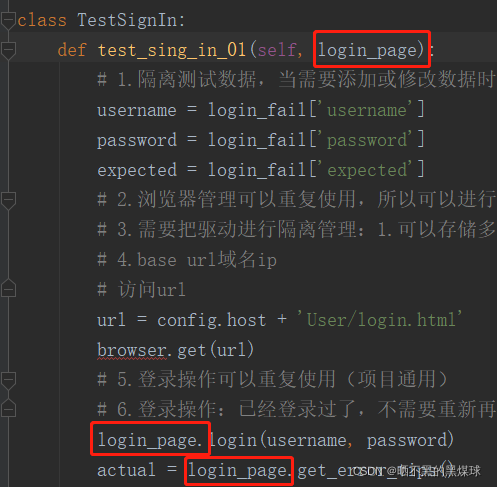 class TestSignIn:
def test_sing_in_01(self, login_page):
# 1.隔离测试数据，当需要添加或修改数据时
username = login_fail['username']
password = login_fail['password']
expected = login_fail['expected']
# 2.浏览器管理可以重复使用，所以可以进行
# 3.需要把驱动进行隔离管理：1.可以存储多
# 4.base url域名ip
# 访问url
url = config.host + 'User/login.html'
browser.get(url)
# 5.登录操作可以重复使用（项目通用）
# 6.登录操作：已经登录过了，不需要重新再
login_page.login(username, password)
actual = login_page.get_error_tips()
CSDN @晒不黑的黑煤球